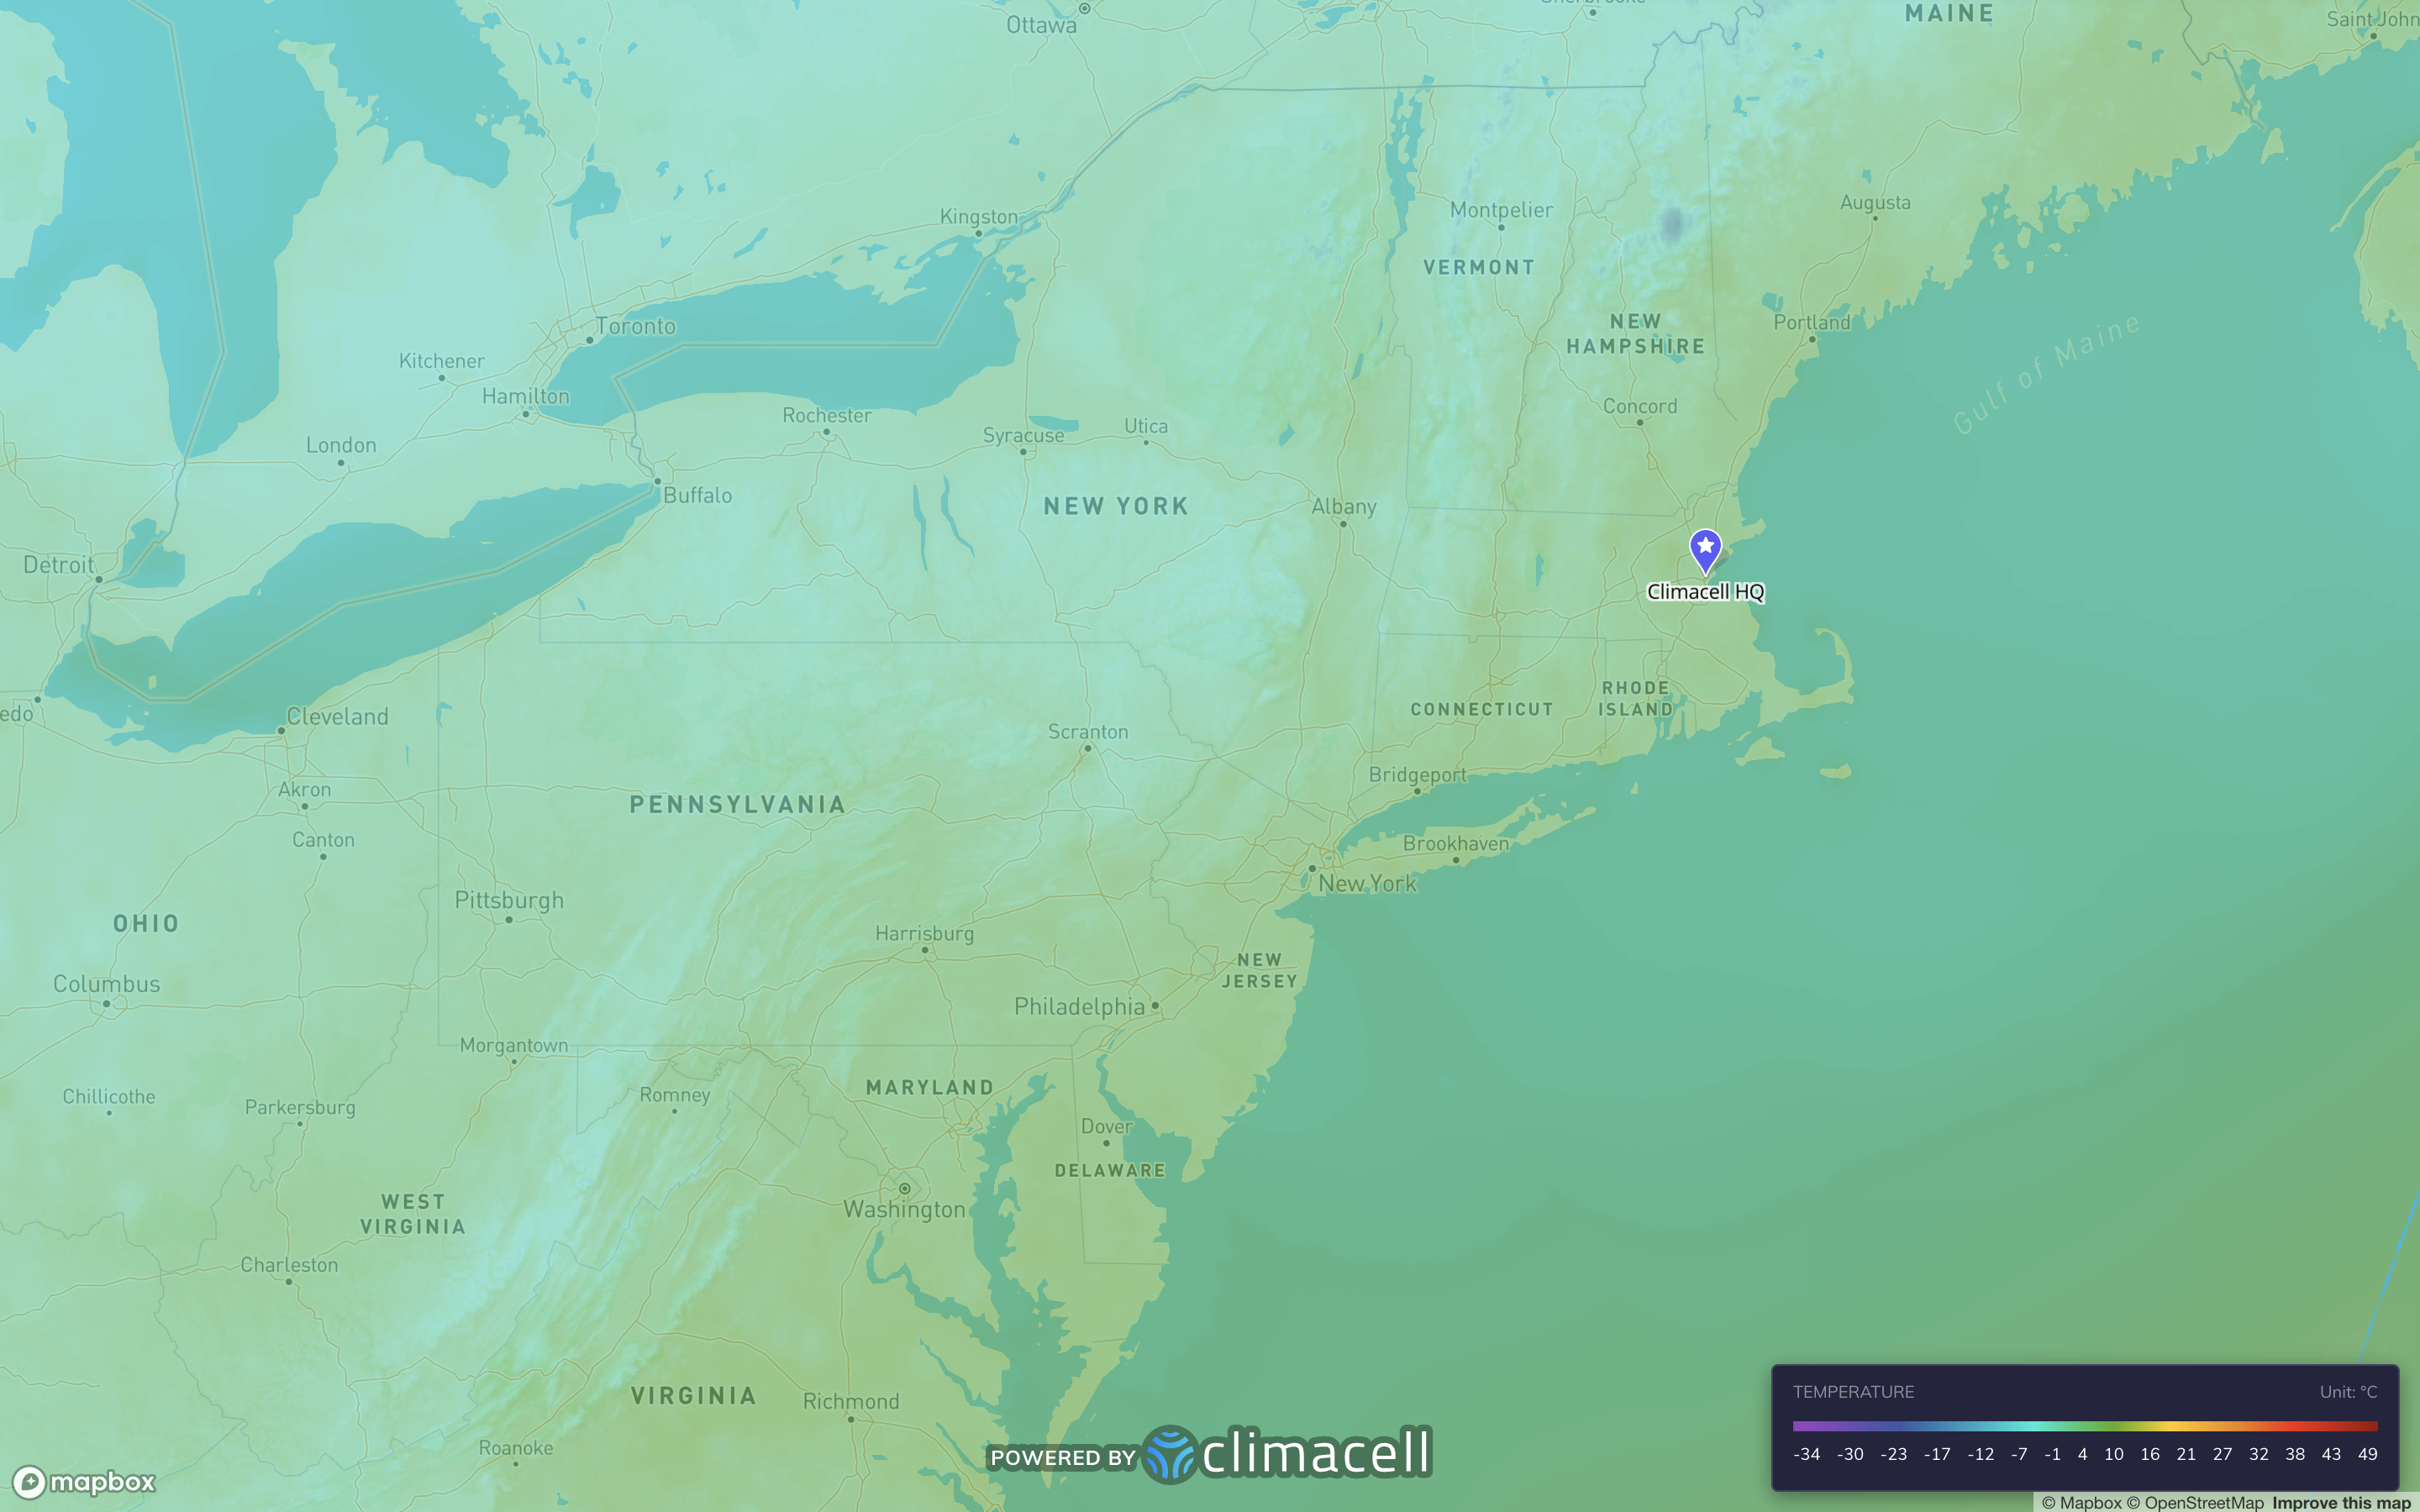 Ottawa
MAINE
Saint John
Kingston
Montpelier
Augusta
VERMONT
Toronto
NEW
HAMPSHIRE
Portland
Gulf of Maine
Kitchener
Hamilton
Rochester
Concord
London
Syracuse
Utica
Buffalo
NEW YORK
Albany
Detroit
Climacell HQ
edo
Cleveland
Scranton
CONNECTICUT
RHODE
ISLAND
Akron
PENNSYLVANIA
Bridgeport
Canton
Brookhaven
Pittsburgh
New York
OHIO
Harrisburg
NEW
JERSEY
Columbus
Philadelphia
Morgantown
Chillicothe
Parkersburg
Romney
MARYLAND
Dover
DELAWARE
WEST
VIRGINIA
Washington
Charleston
VIRGINIA
Richmond
Roanoke
POWERED BY climacell
mapbox
TEMPERATURE Unit: °C
-34 -30 -23 -17 -12 -7 -1 4 10 16 21 27 32 38 43 49
© Mapbox © OpenStreetMap Improve this map